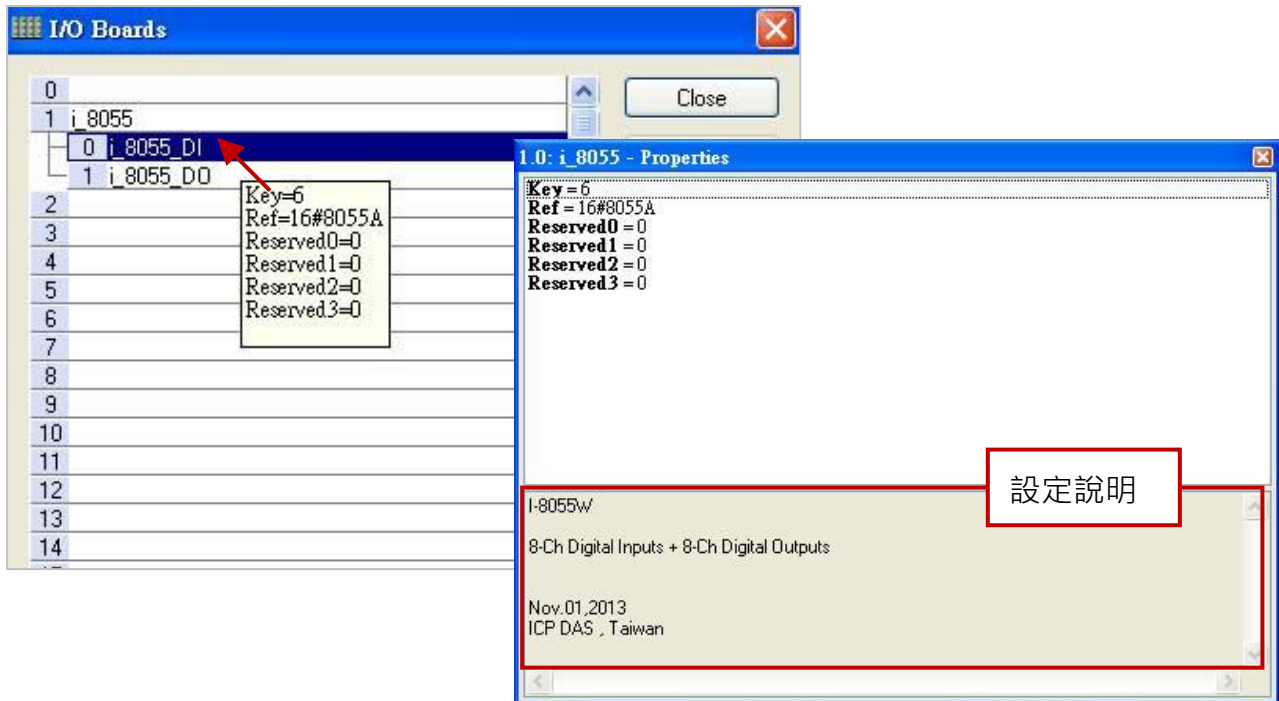 I/O Boards
Close
0
1 i_8055
0 i_8055_DI
1 i_8055_DO
2
3
4
5
6
7
8
9
10
11
12
13
14
Key=6
Ref=16#8055A
Reserved0=0
Reserved1=0
Reserved2=0
Reserved3=0
1.0: i_8055 - Properties
Key = 6
Ref = 16#8055A
Reserved0 = 0
Reserved1 = 0
Reserved2 = 0
Reserved3 = 0
設定說明
I-8055W
8-Ch Digital Inputs + 8-Ch Digital Outputs
Nov.01,2013
ICP DAS , Taiwan